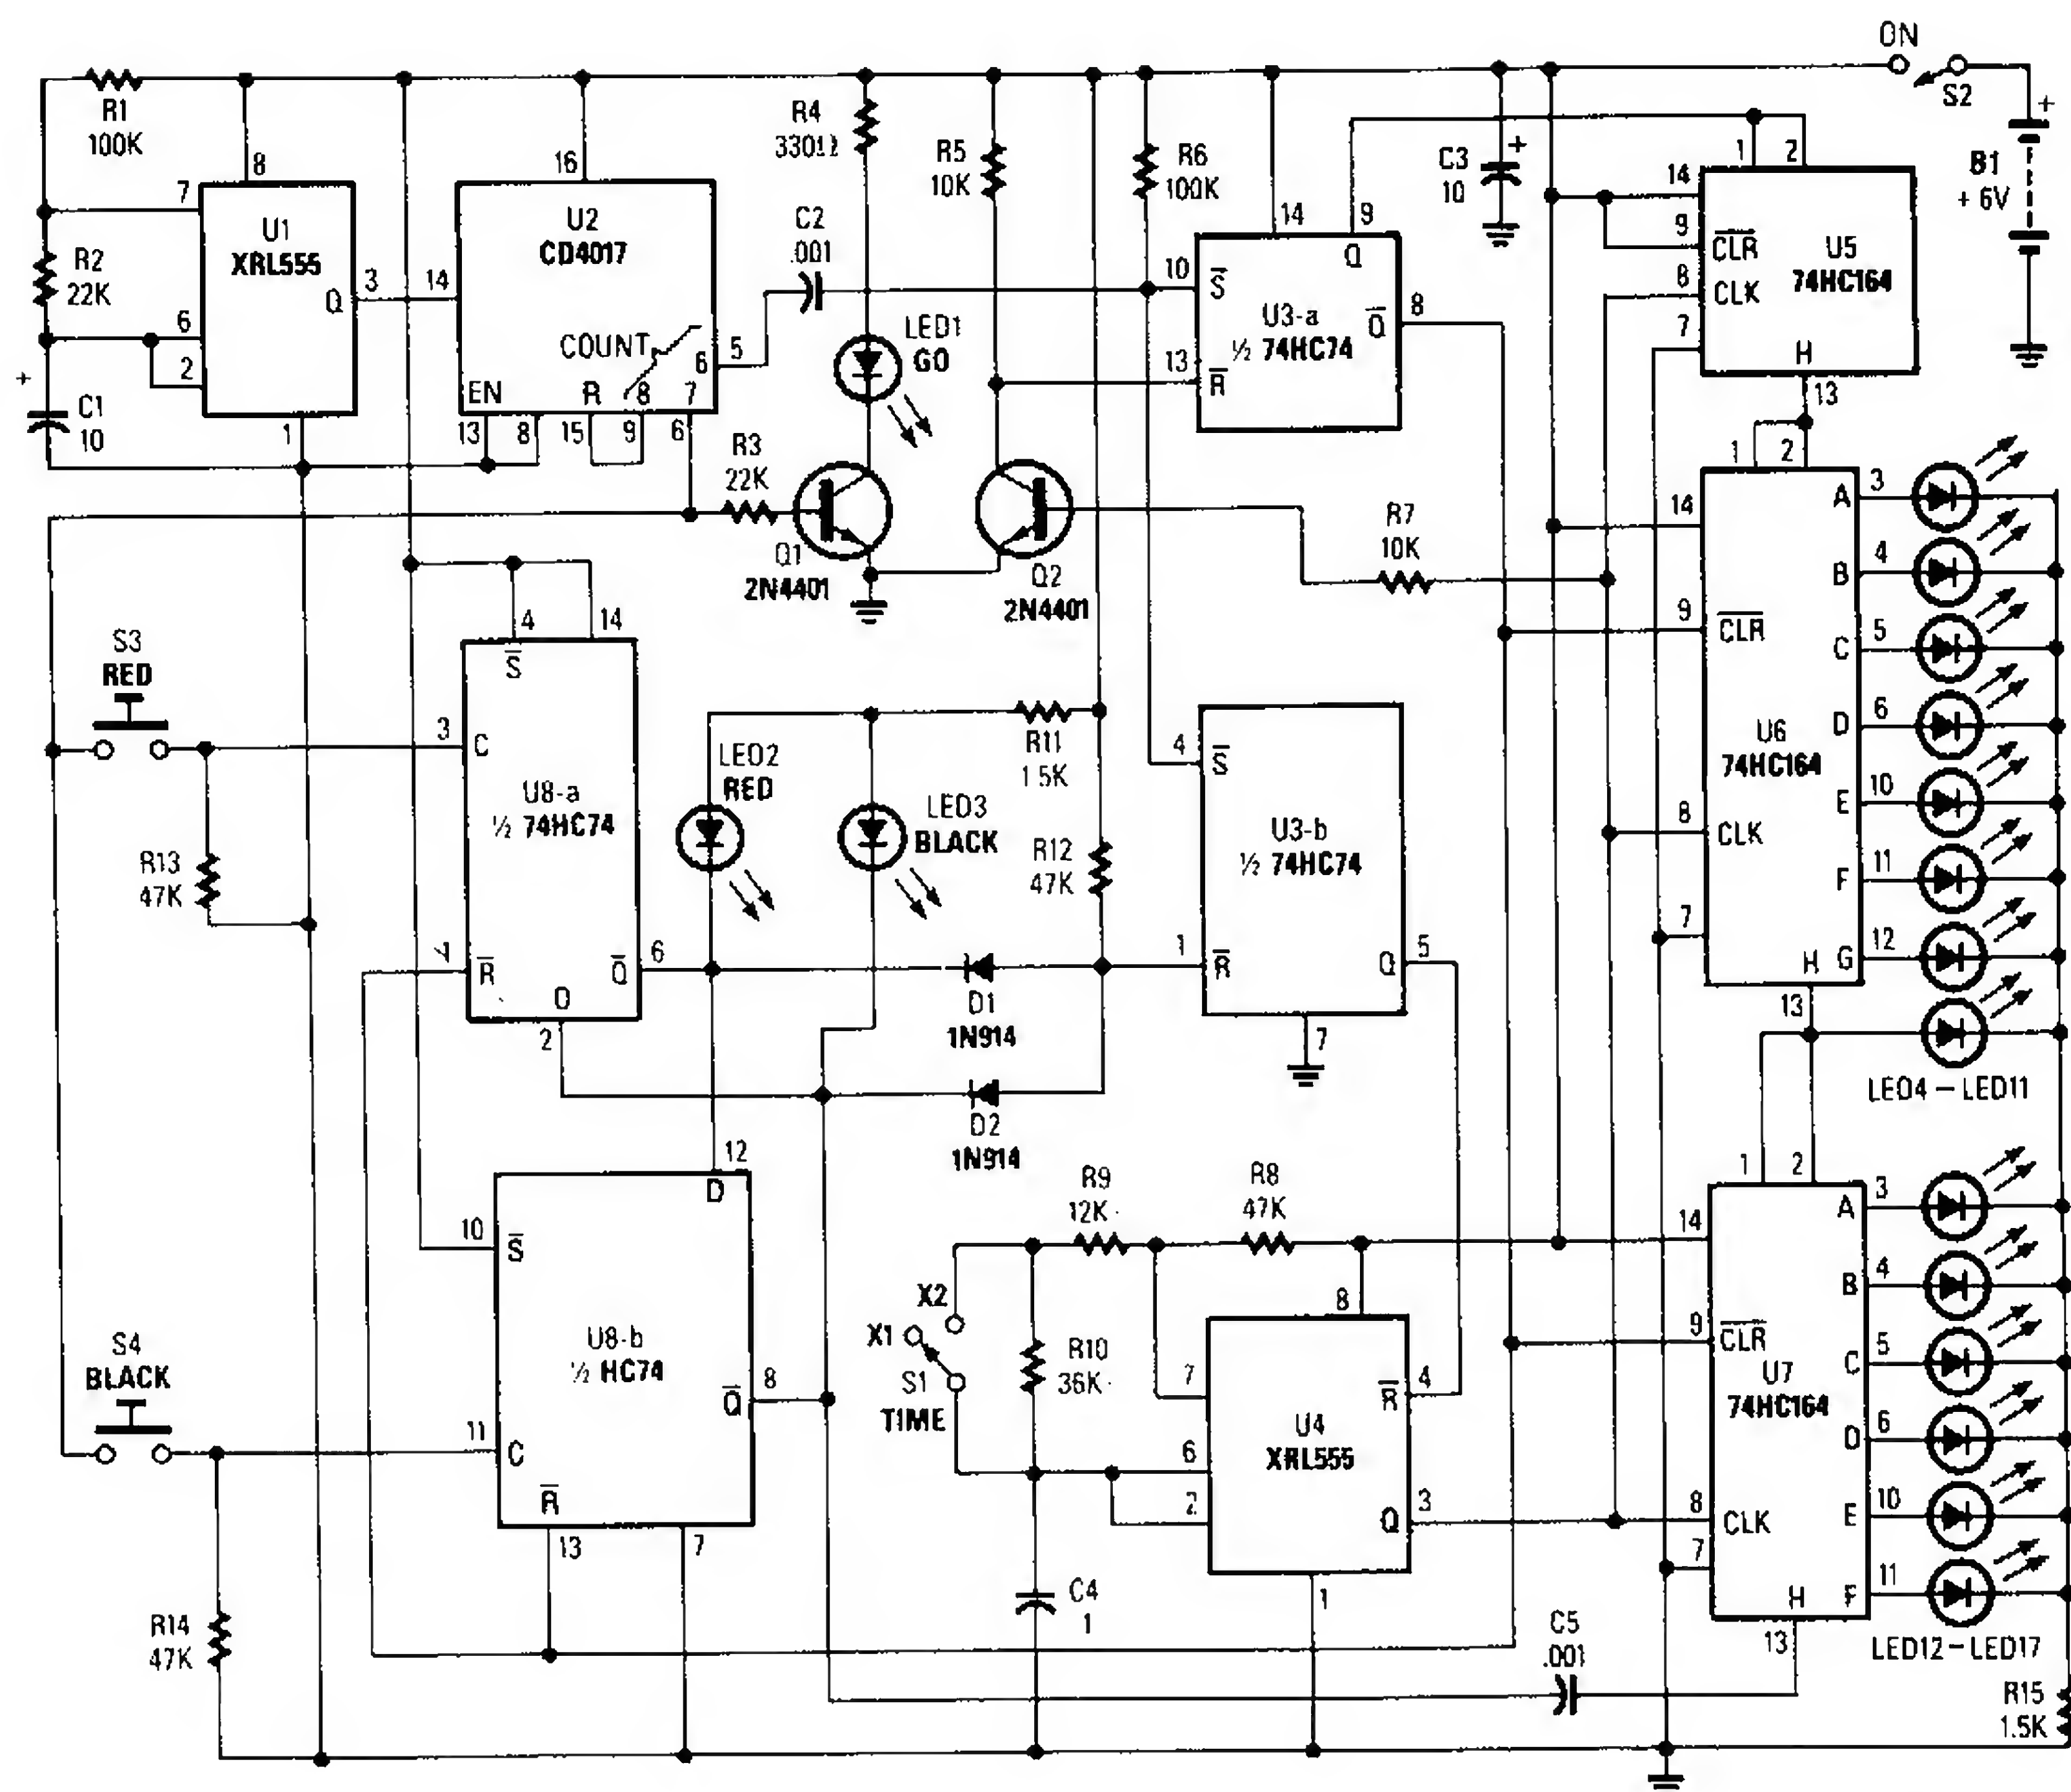 ON
S2
+
B1
+ 6V
R1
100K
R2
22K
+
C1
10
7
8
U1
XRL555
Q
3
6
2
1
16
U2
CD4017
14
COUNT
6
5
EN
R
8
7
13
8
15
9
6
C2
.001
R3
22K
R4
330Ω
LED1
GO
R5
10K
R6
100K
Q1
2N4401
Q2
2N4401
C3
10
+
14
9
Q
10
S
U3-a
½ 74HC74
Q
8
13
R
R7
10K
1
2
14
9
CLR
8
CLK
7
U5
74HC164
H
13
1
2
14
9
CLR
U6
74HC164
8
CLK
7
H
13
A
3
B
4
C
5
D
6
E
10
F
11
G
12
LED4–LED11
S3
RED
R13
47K
4
14
S
3
C
U8-a
½ 74HC74
R
Q
6
D
2
LED2
RED
LED3
BLACK
R11
1.5K
R12
47K
D1
1N914
D2
1N914
4
S
U3-b
½ 74HC74
1
R
Q
5
7
S4
BLACK
R14
47K
12
D
10
S
U8-b
½ HC74
Q
8
11
C
R
13
7
R9
12K
R8
47K
X2
X1
S1
TIME
R10
36K
C4
1
8
7
U4
XRL555
R
4
6
2
Q
3
1
C5
.001
1
2
14
9
CLR
U7
74HC164
8
CLK
7
H
13
A
3
B
4
C
5
D
6
E
10
F
11
LED12–LED17
R15
1.5K